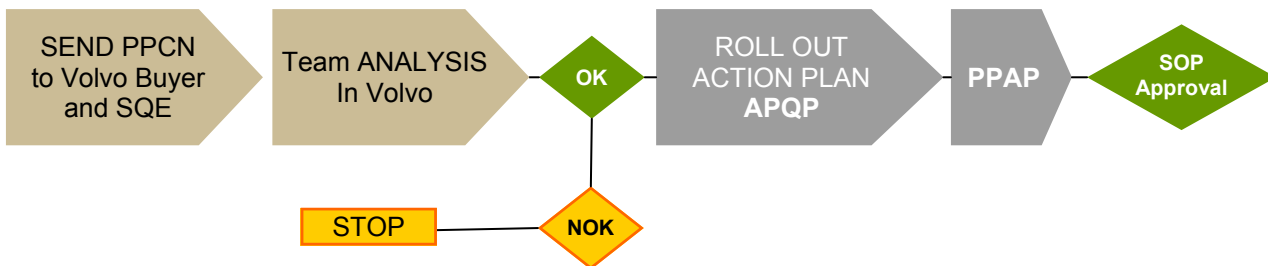 SEND PPCN
to Volvo Buyer
and SQE
Team ANALYSIS
In Volvo
OK
ROLL OUT
ACTION PLAN
APQP
PPAP
SOP
Approval
STOP
NOK